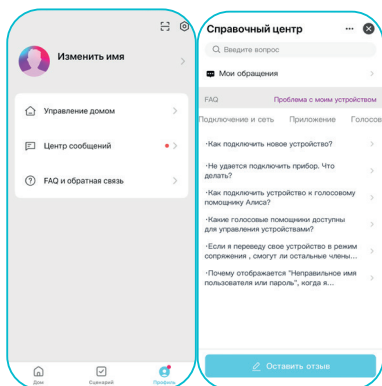 Изменить имя
Управление домом
Центр сообщений
FAQ и обратная связь
Дом
Сценарий
Профиль
Справочный центр
Введите вопрос
Мои обращения
FAQ
Проблема с моим устройством
Подключение и сеть
Приложение
Голосов
·Как подключить новое устройство?
·Не удается подключить прибор. Что
делать?
·Как подключить устройство к голосовому
помощнику Алиса?
·Какие голосовые помощники доступны
для управления устройствами?
·Если я переведу свое устройство в режим
сопряжения , смогут ли остальные члены...
·Почему отображается "Неправильное имя
пользователя или пароль", когда я...
Оставить отзые